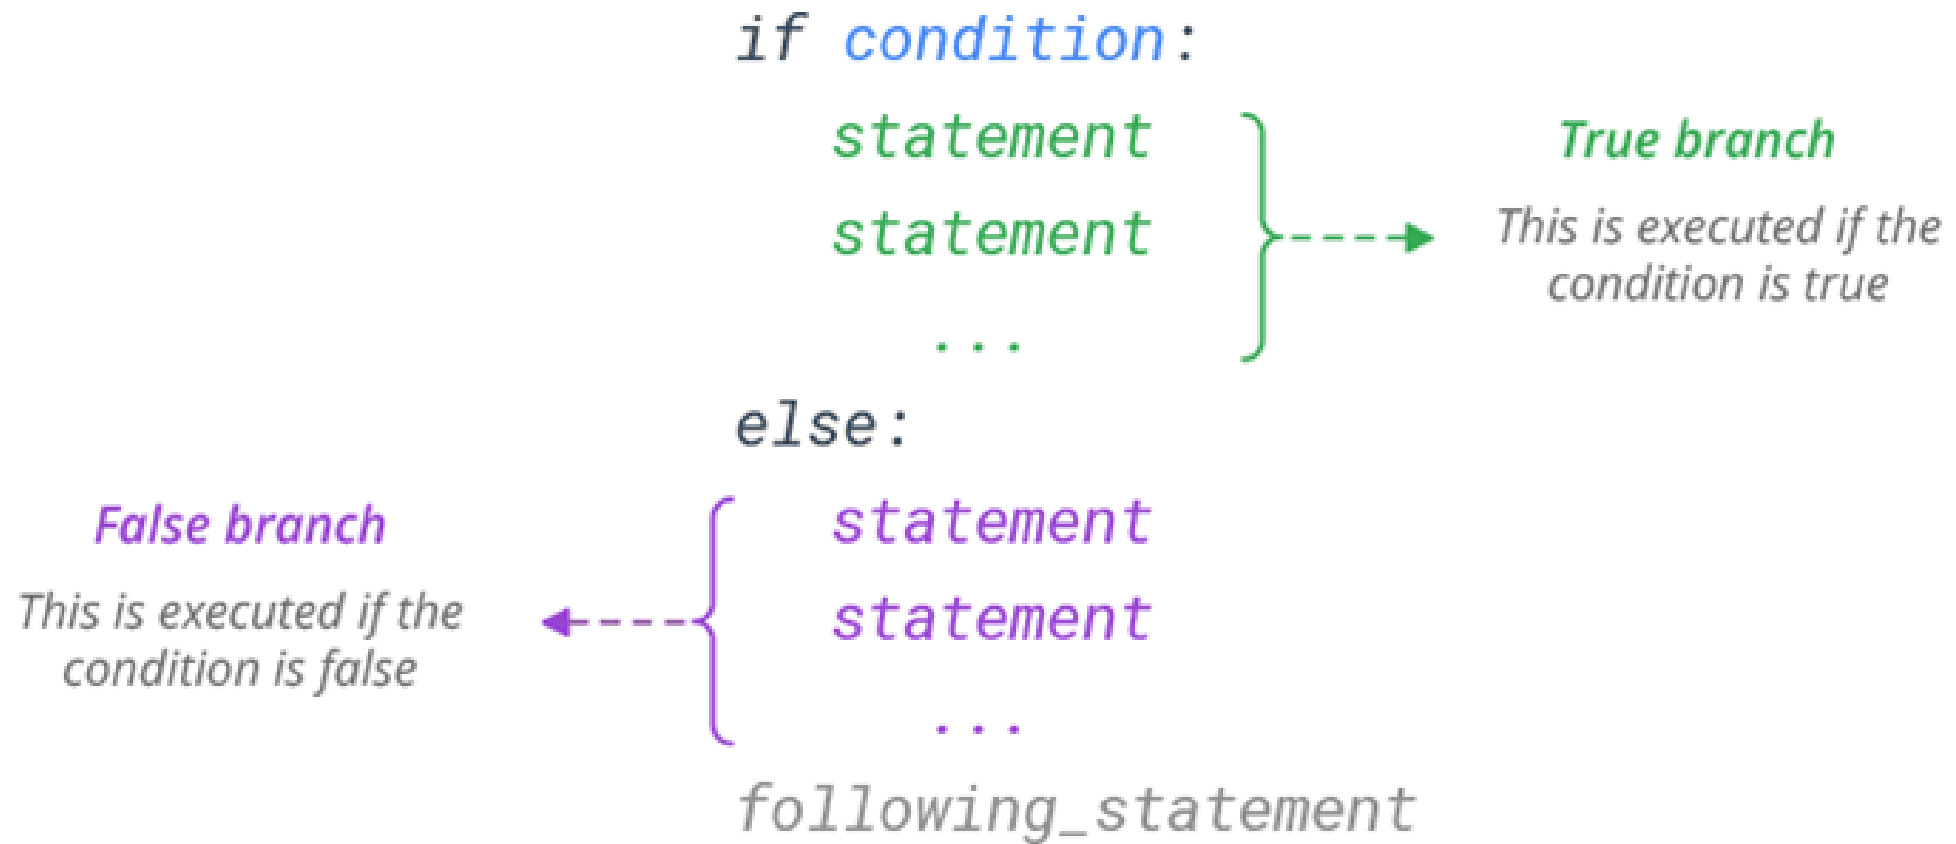 if condition:
statement
statement
...
True branch
This is executed if the
condition is true
else:
False branch
This is executed if the
condition is false
statement
statement
...
following_statement